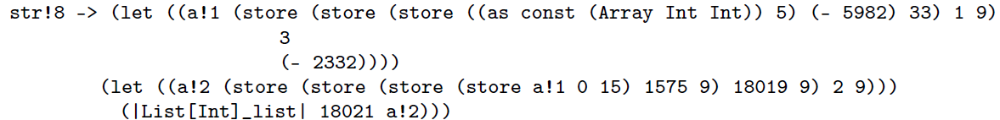 str!8 -> (let ((a!1 (store (store (store ((as const (Array Int Int)) 5) (- 5982) 33) 1 9)
3
(- 2332))))
(let ((a!2 (store (store (store (store a!1 0 15) 1575 9) 18019 9) 2 9)))
(|List[Int]_list| 18021 a!2)))